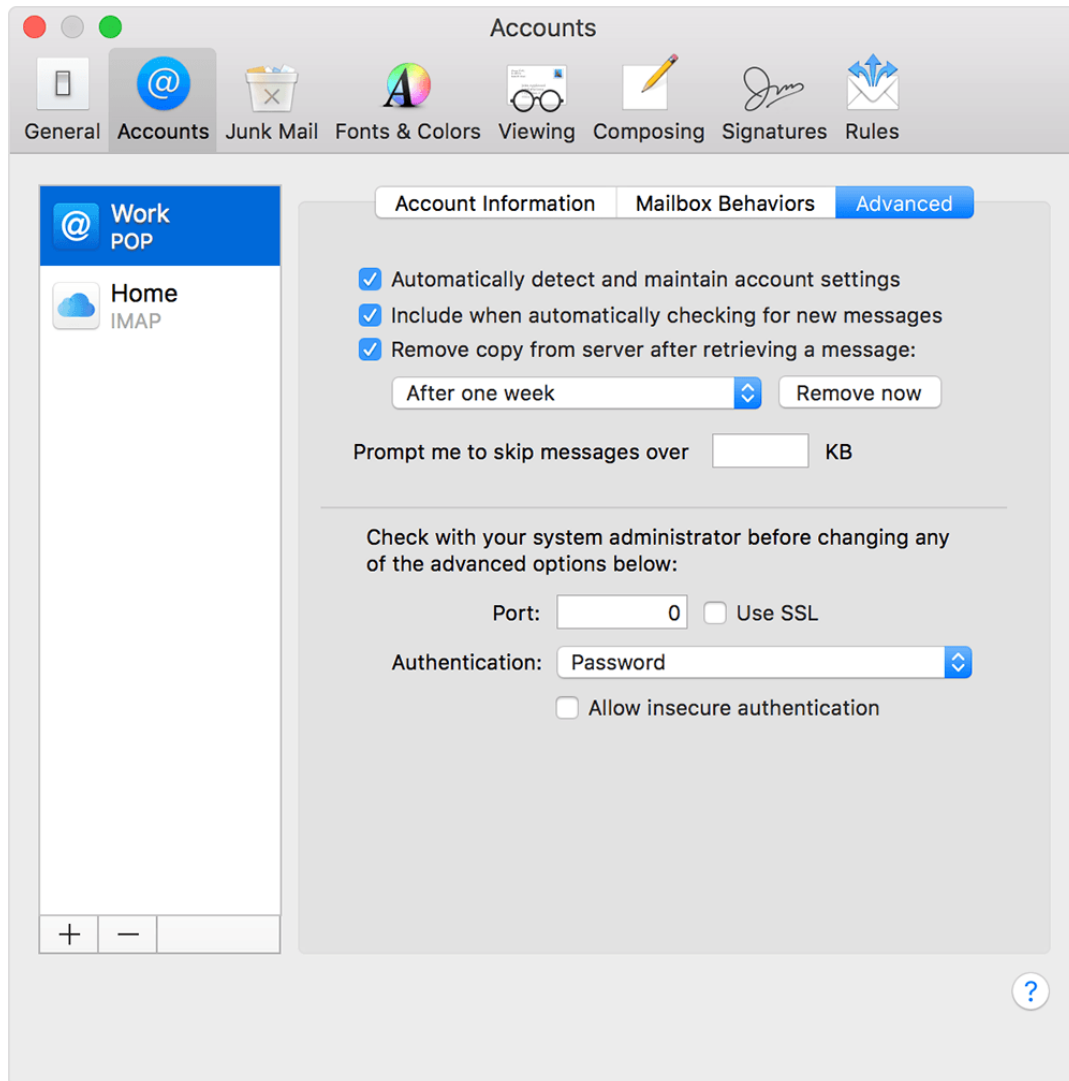 Accounts
General
Accounts
Junk Mail
Fonts & Colors
Viewing
Composing
Signatures
Rules
Work
POP
Home
IMAP
Account Information
Mailbox Behaviors
Advanced
Automatically detect and maintain account settings
Include when automatically checking for new messages
Remove copy from server after retrieving a message:
After one week
Remove now
Prompt me to skip messages over
KB
Check with your system administrator before changing any
of the advanced options below:
Port:
0
Use SSL
Authentication:
Password
Allow insecure authentication
?